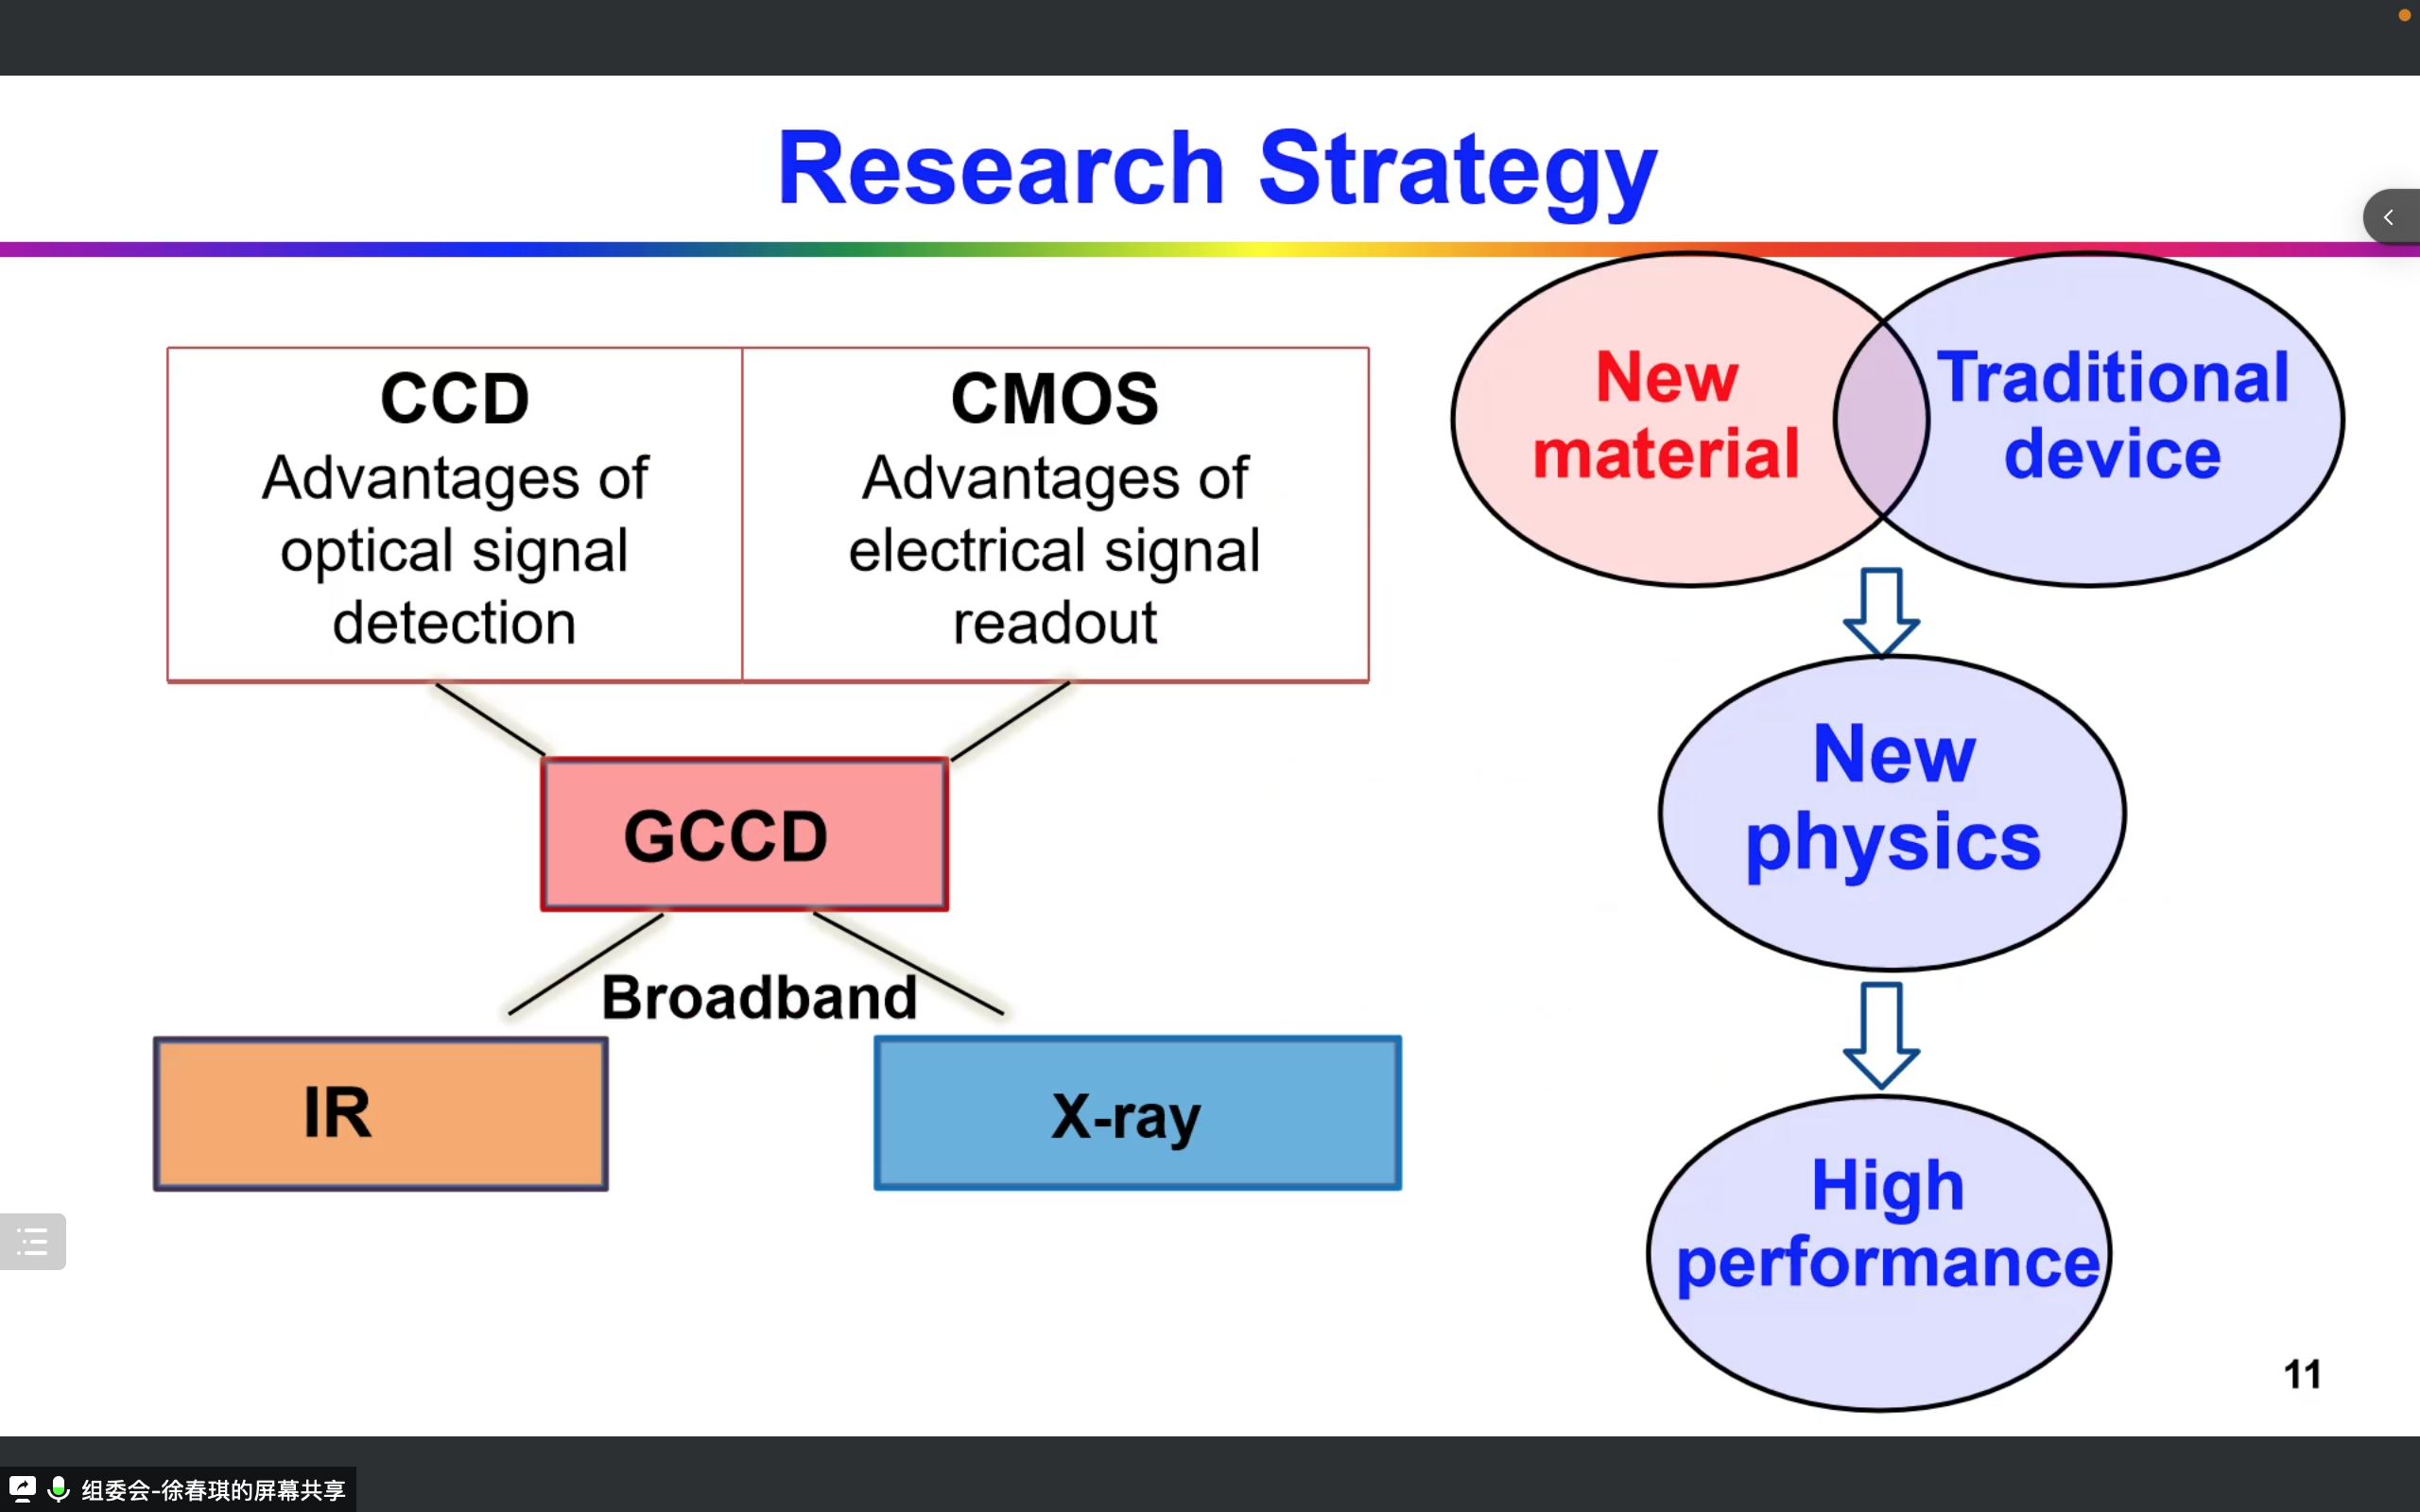 Research Strategy
CCD
Advantages of
optical signal
detection
CMOS
Advantages of
electrical signal
readout
GCCD
Broadband
IR
X-ray
New
material
Traditional
device
New
physics
High
performance
11
组委会-徐春琪的屏幕共享